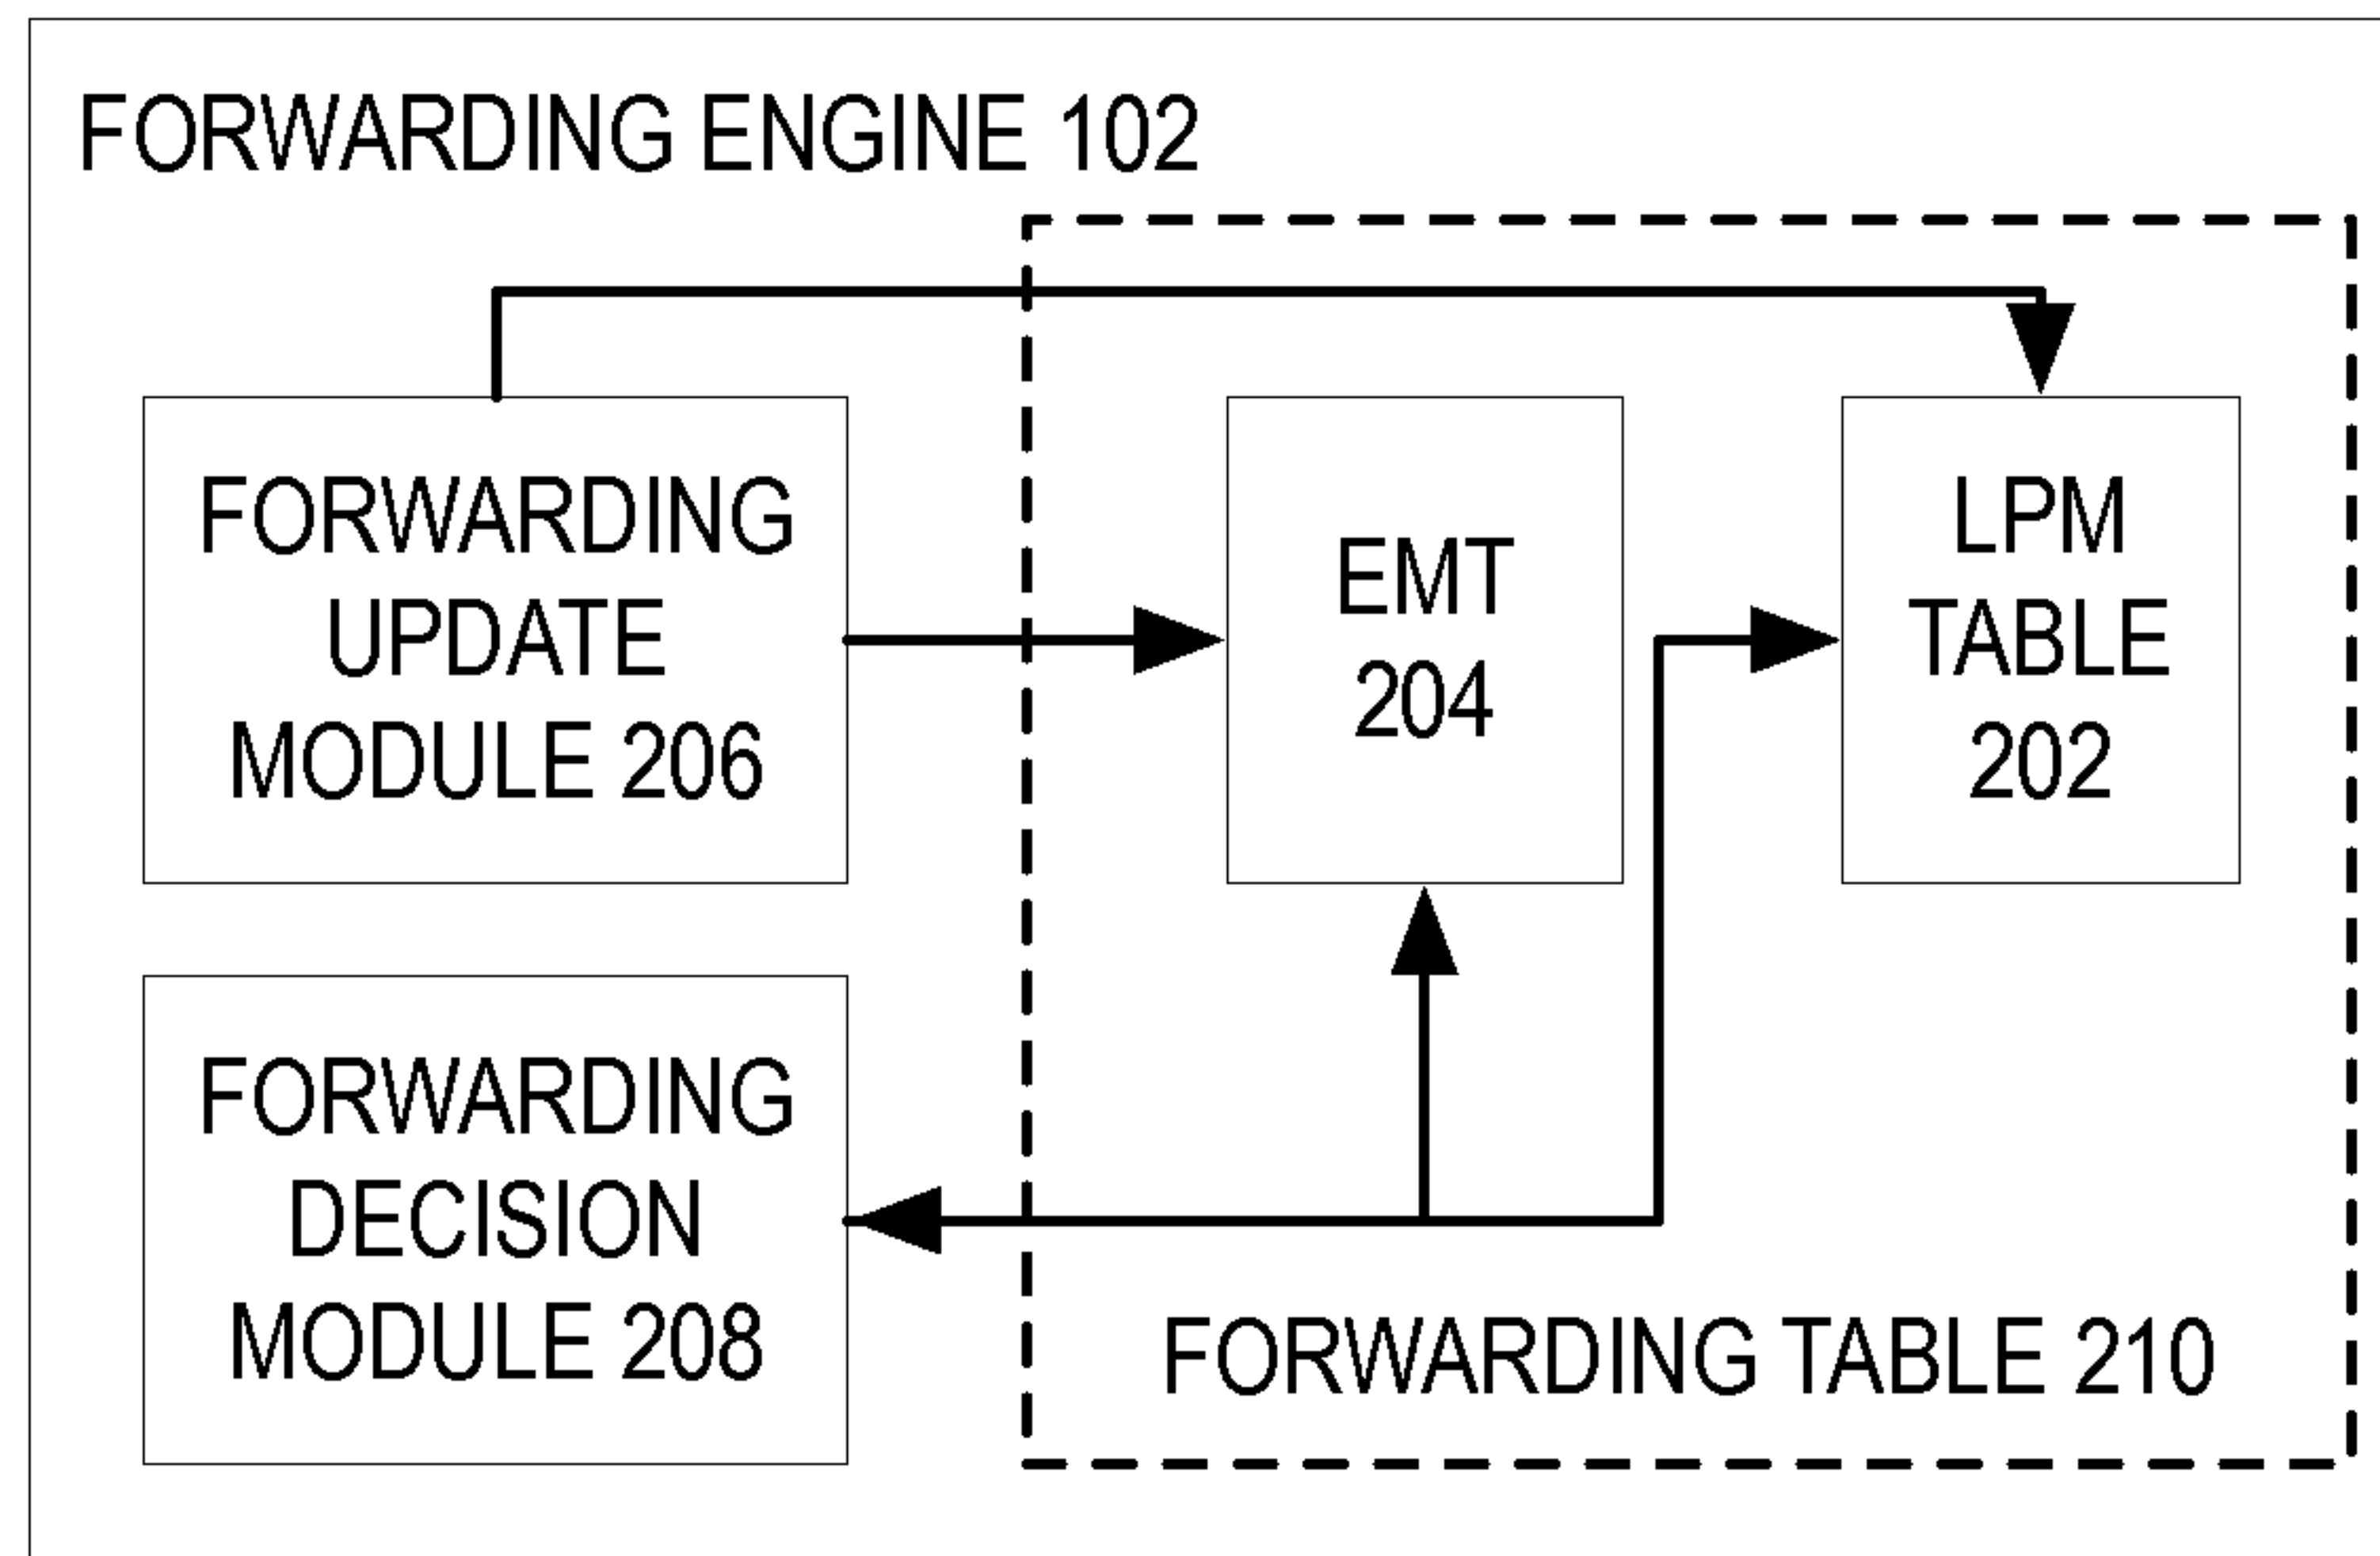 FORWARDING ENGINE 102
FORWARDING
UPDATE
MODULE 206
EMT
204
LPM
TABLE
202
FORWARDING
DECISION
MODULE 208
FORWARDING TABLE 210